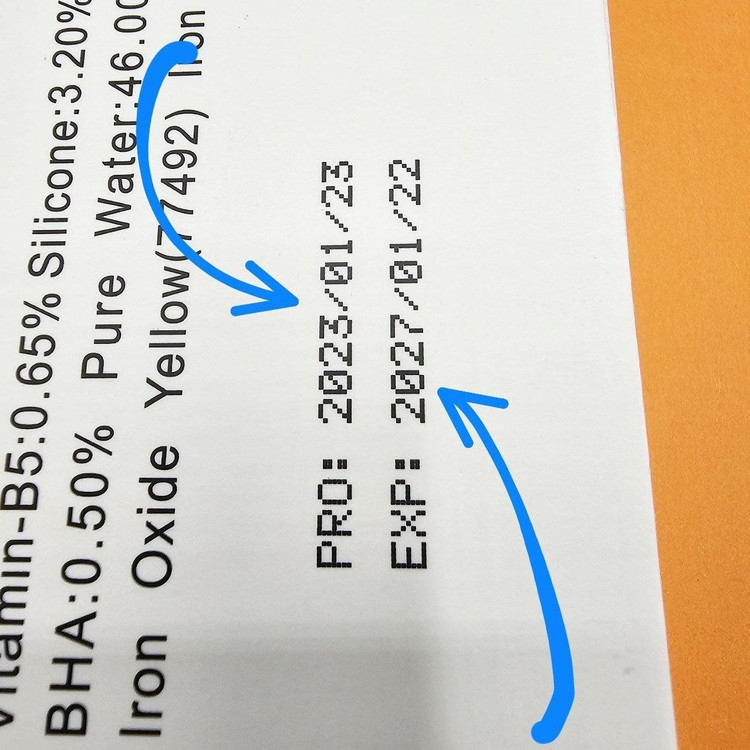 Vitamin-B5:0.65% Sillicone:3.20%
BHA:0.50% Pure Water:46.00
Iron Oxide Yellow(77492) Iron
PRO: 2023/01/23
EXP: 2027/01/22